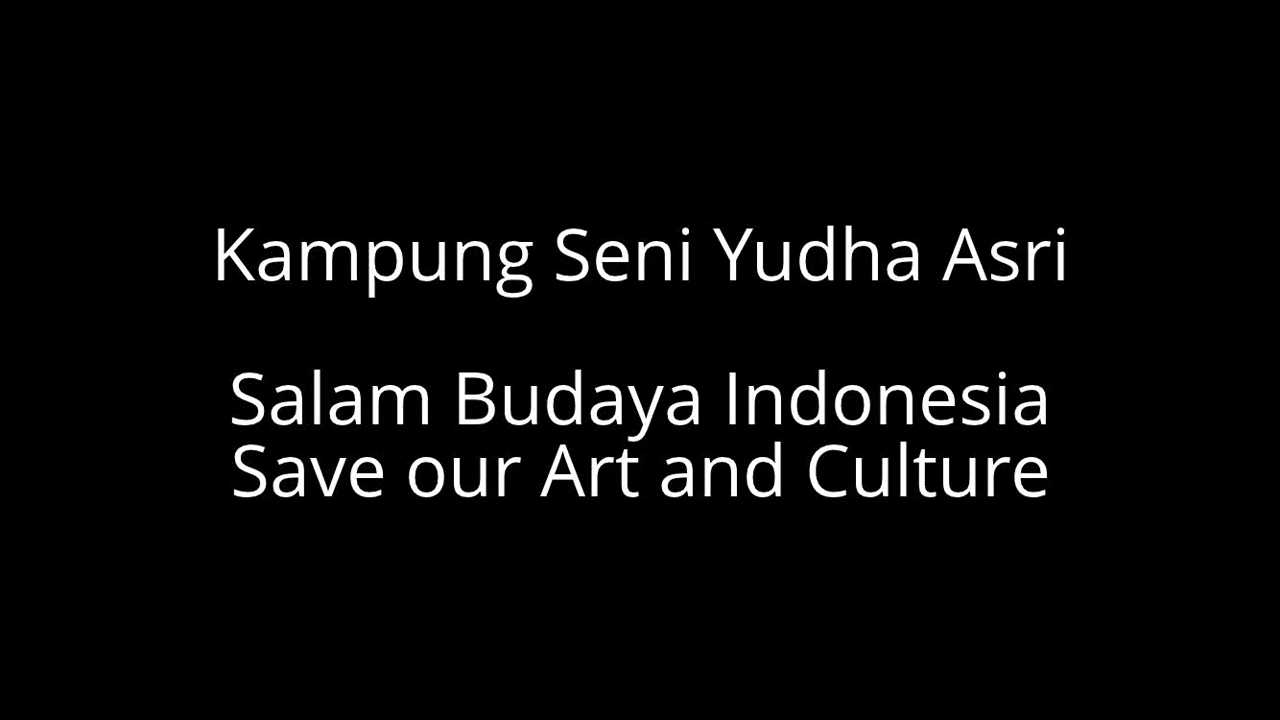 Kampung Seni Yudha Asri
Salam Budaya Indonesia
Save our Art and Culture